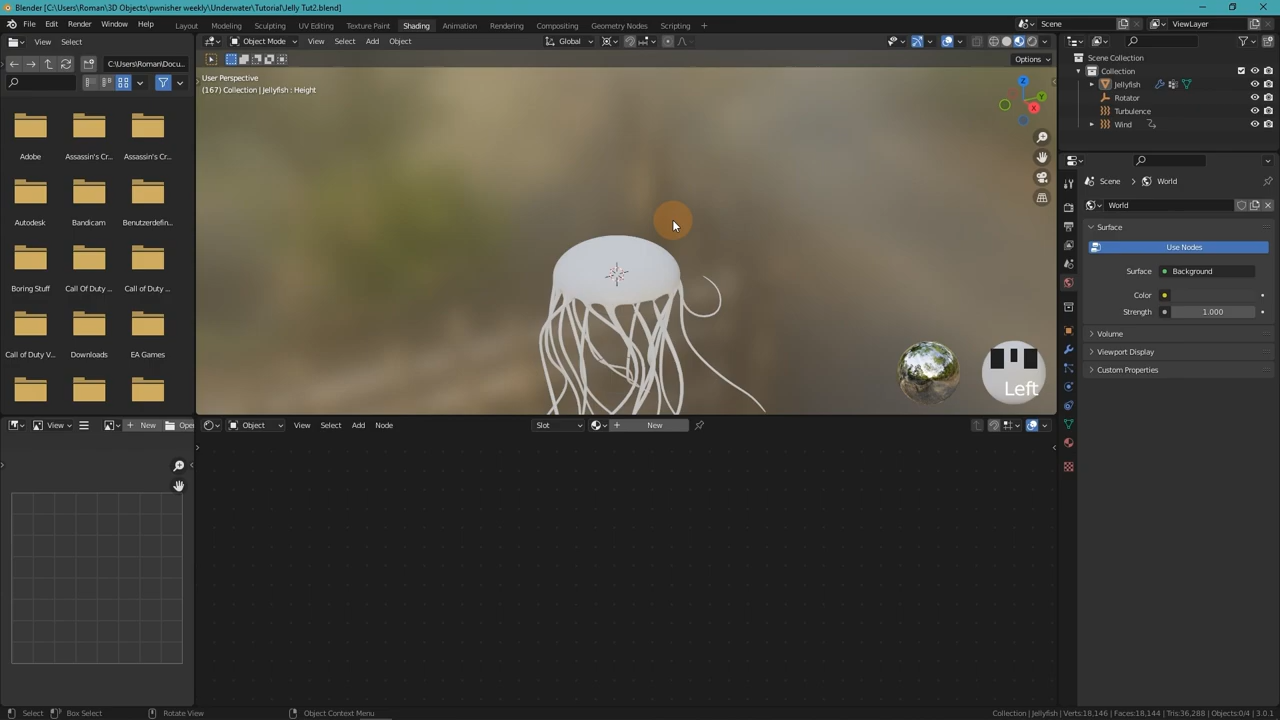 Blender [C:\Users\Roman\3D Objects\pwnisher weekly\Underwater\Tutorial\Jelly Tut2.blend]
File Edit Render Window Help Layout Modeling Sculpting UV Editing Texture Paint Shading Animation Rendering Compositing Geometry Nodes Scripting + Scene ViewLayer
View Select Object Mode View Select Add Object Global
C:\Users\Roman\Docu... Options
Adobe Assassin's Cr... Assassin's Cr...
Autodesk Bandicam Benutzerdefin...
Boring Stuff Call Of Duty ... Call of Duty ...
Call of Duty V... Downloads EA Games
User Perspective
(167) Collection | Jellyfish : Height
Z
Y
X
Left
Scene Collection
Collection
Jellyfish
Rotator
Turbulence
Wind
Scene World
World
Surface
Use Nodes
Surface Background
Color
Strength 1.000
Volume
Viewport Display
Custom Properties
View + New Open Object View Select Add Node Slot + New
Select Box Select Rotate View Object Context Menu Collection | Jellyfish | Verts:18,146 | Faces:18,144 | Tris:36,288 | Objects:0/4 | 3.0.1